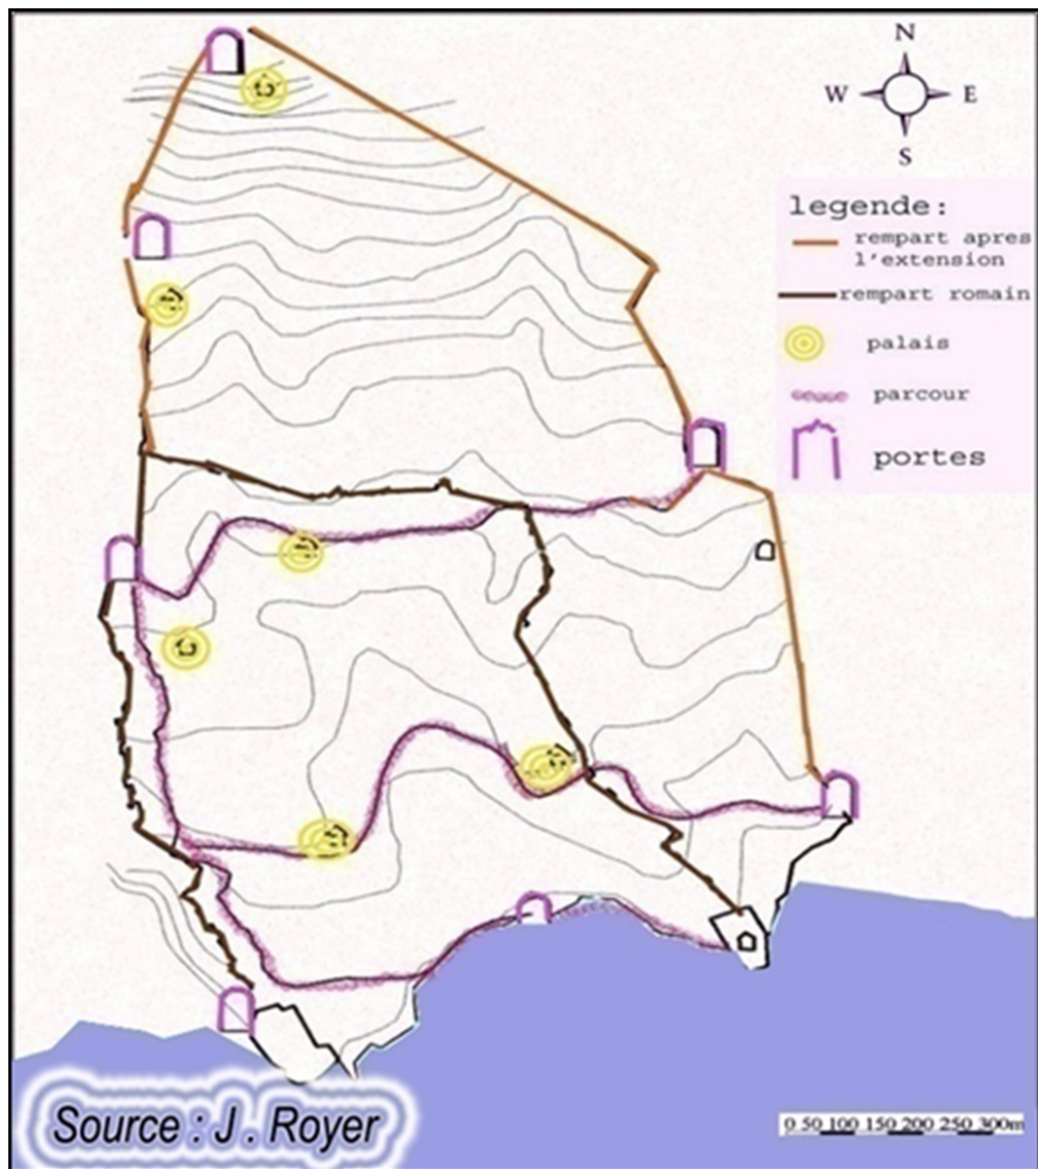 N
W E
S
legende:
rempart apres
l'extension
rempart romain
palais
parcour
portes
Source : J . Royer
0 50 100 150 200 250 300m